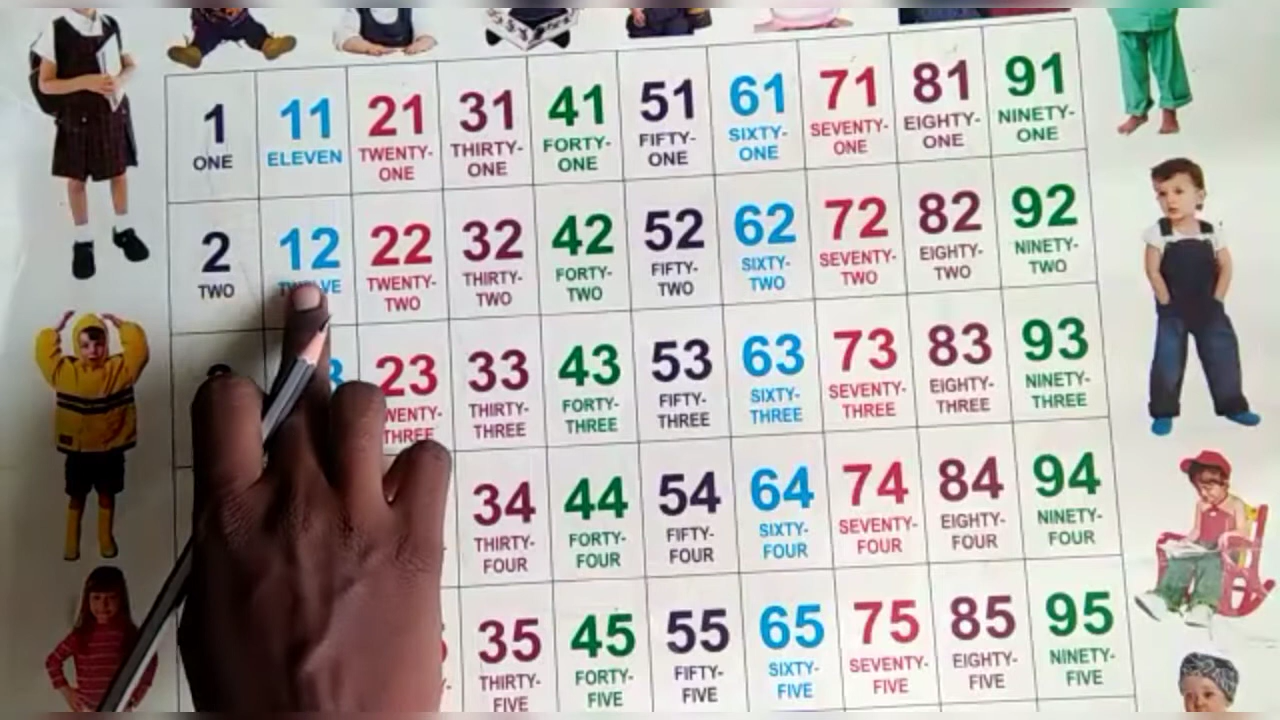 1 11 21 31 41 51 61 71 81 91
ONE ELEVEN TWENTY-ONE THIRTY-ONE FORTY-ONE FIFTY-ONE SIXTY-ONE SEVENTY-ONE EIGHTY-ONE NINETY-ONE
2 12 22 32 42 52 62 72 82 92
TWO TWENTY-TWO THIRTY-TWO FORTY-TWO FIFTY-TWO SIXTY-TWO SEVENTY-TWO EIGHTY-TWO NINETY-TWO
23 33 43 53 63 73 83 93
THIRTY-THREE FORTY-THREE FIFTY-THREE SIXTY-THREE SEVENTY-THREE EIGHTY-THREE NINETY-THREE
34 44 54 64 74 84 94
THIRTY-FOUR FORTY-FOUR FIFTY-FOUR SIXTY-FOUR SEVENTY-FOUR EIGHTY-FOUR NINETY-FOUR
35 45 55 65 75 85 95
THIRTY-FIVE FORTY-FIVE FIFTY-FIVE SIXTY-FIVE SEVENTY-FIVE EIGHTY-FIVE NINETY-FIVE